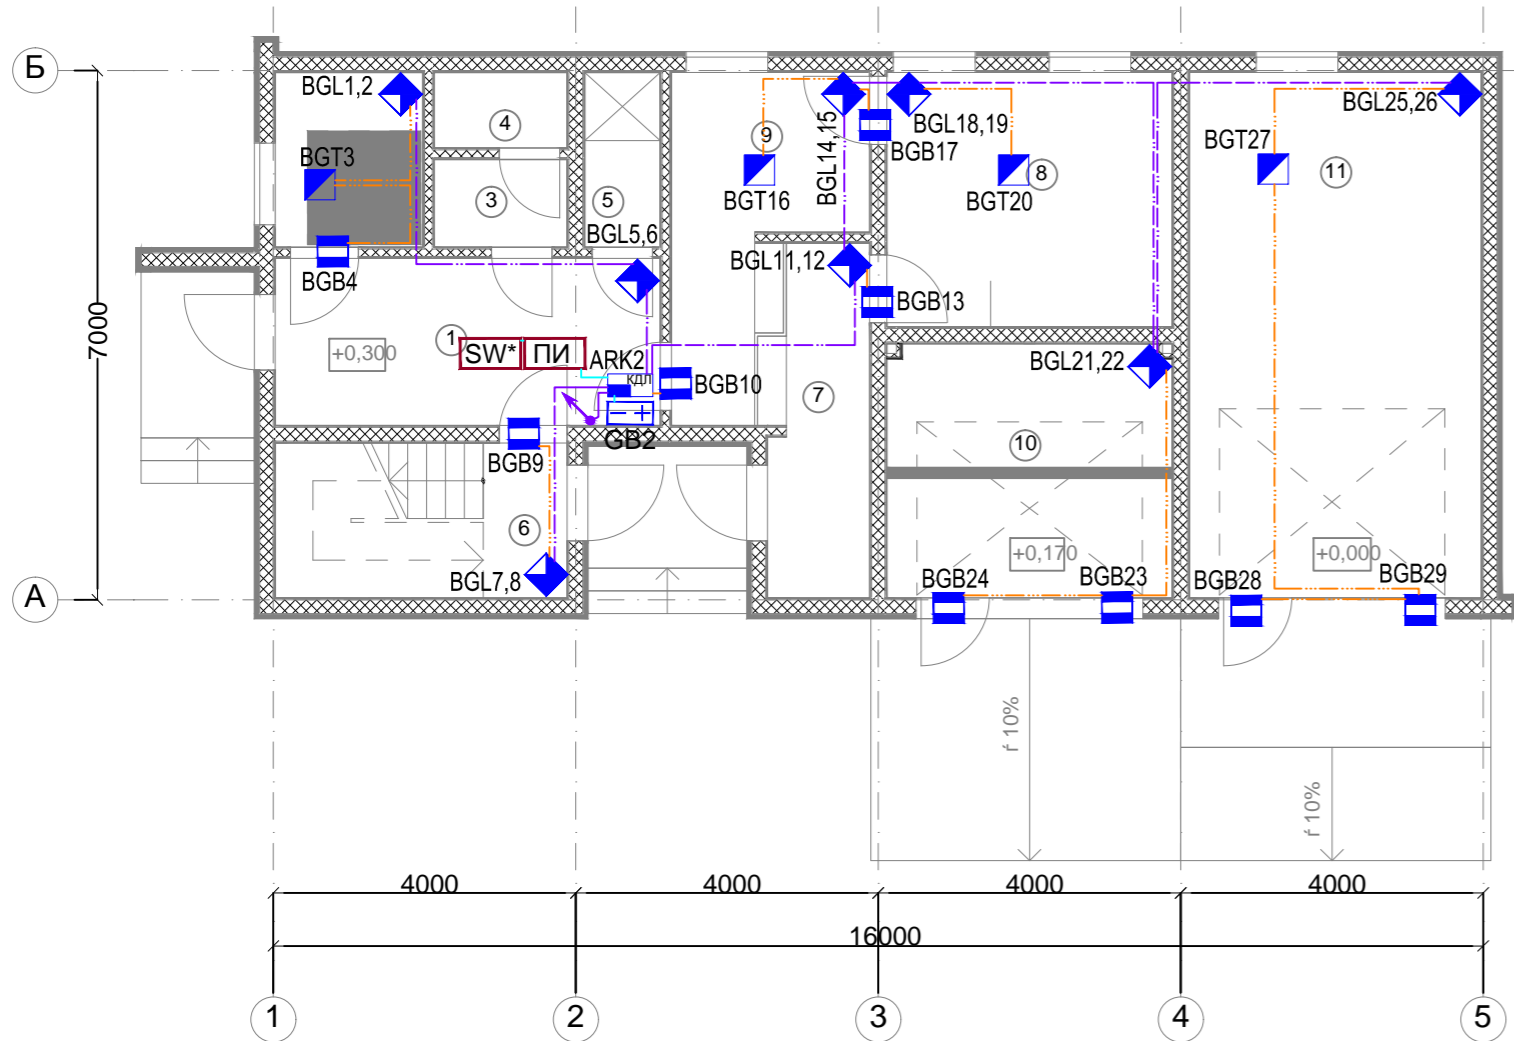 Б
BGL1,2
4
9
BGL14,15
BGL18,19
BGL25,26
BGB17
BGT27
BGT3
3
5
BGT16
BGT20
8
11
BGL5,6
BGL11,12
BGB4
BGB13
7000
+0,300
1
SW*
ПИ
ARK2
кдл
BGB10
BGL21,22
7
GB2
BGB9
10
6
+0,170
+0,000
BGL7,8
BGB24
BGB23
BGB28
BGB29
А
ѓ 10%
ѓ 10%
4000
4000
4000
4000
16000
1
2
3
4
5